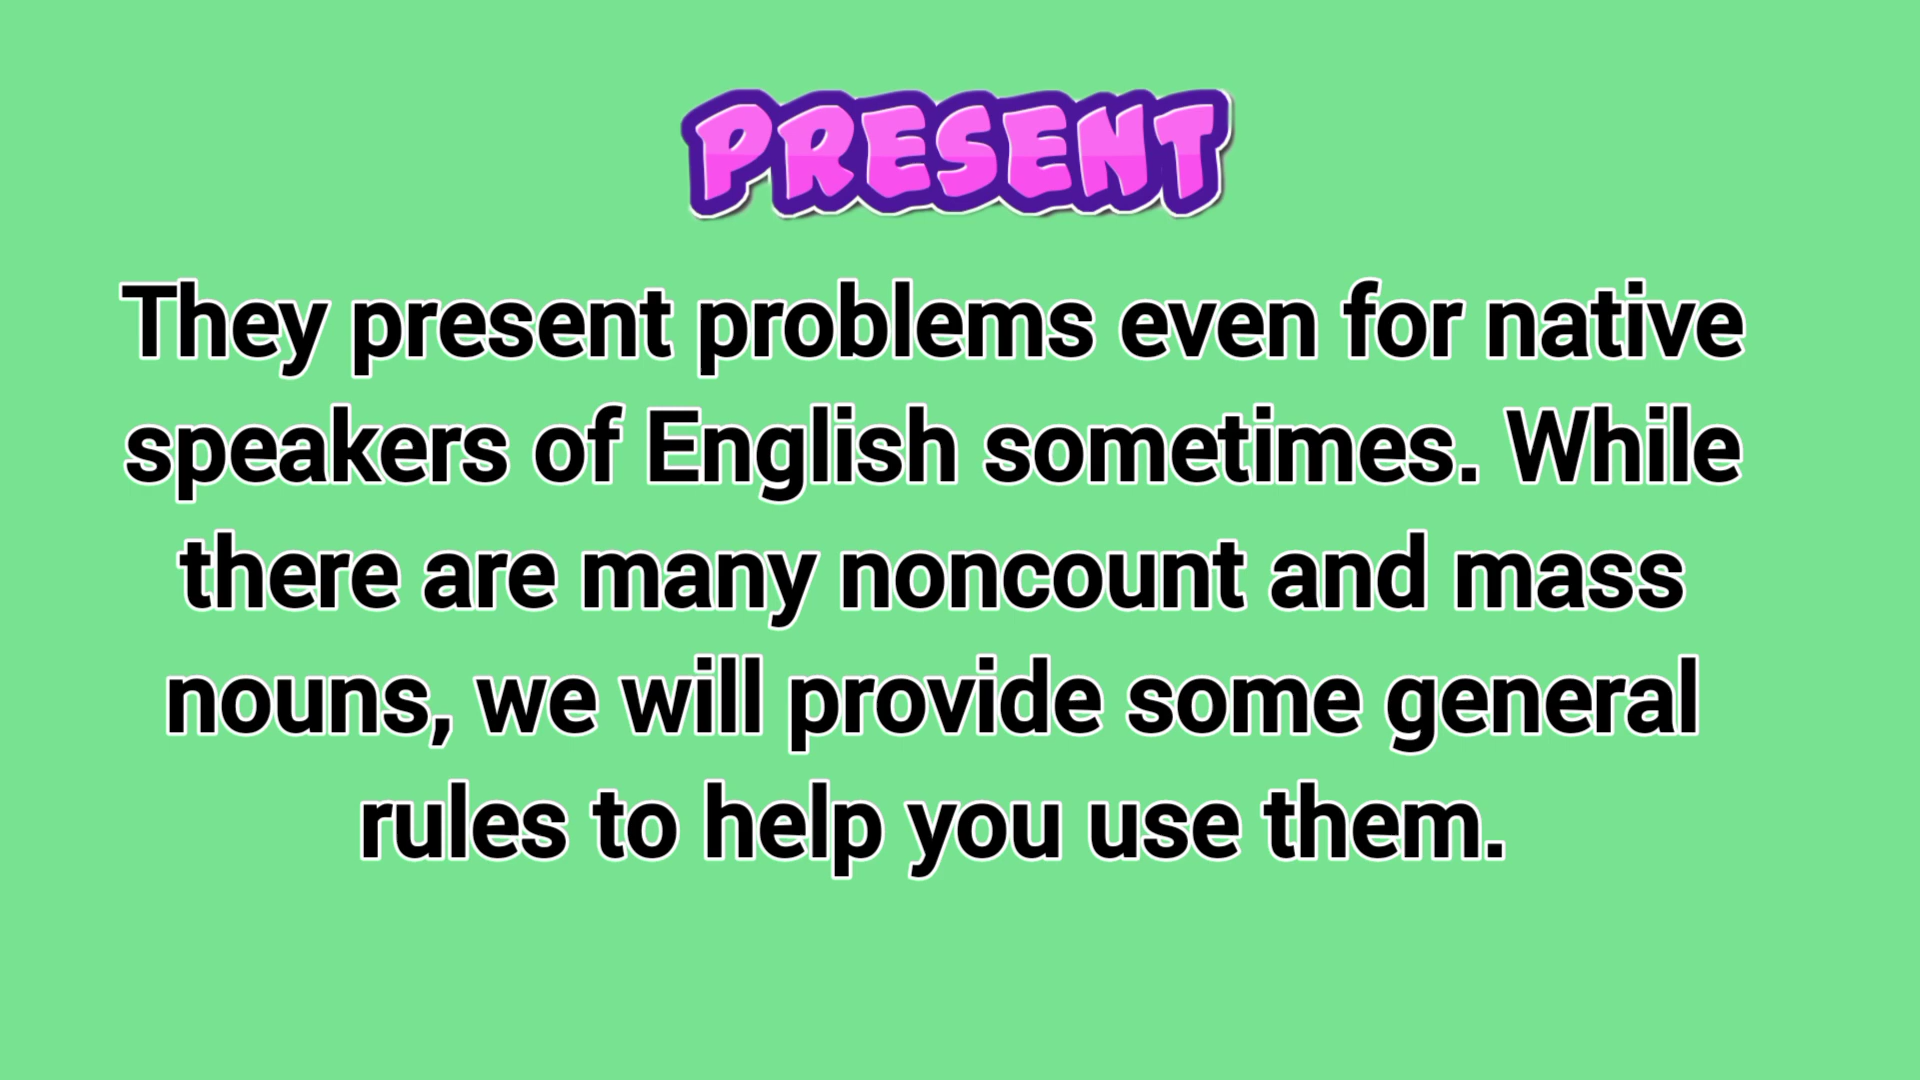 PRESENT
They present problems even for native
speakers of English sometimes. While
there are many noncount and mass
nouns, we will provide some general
rules to help you use them.